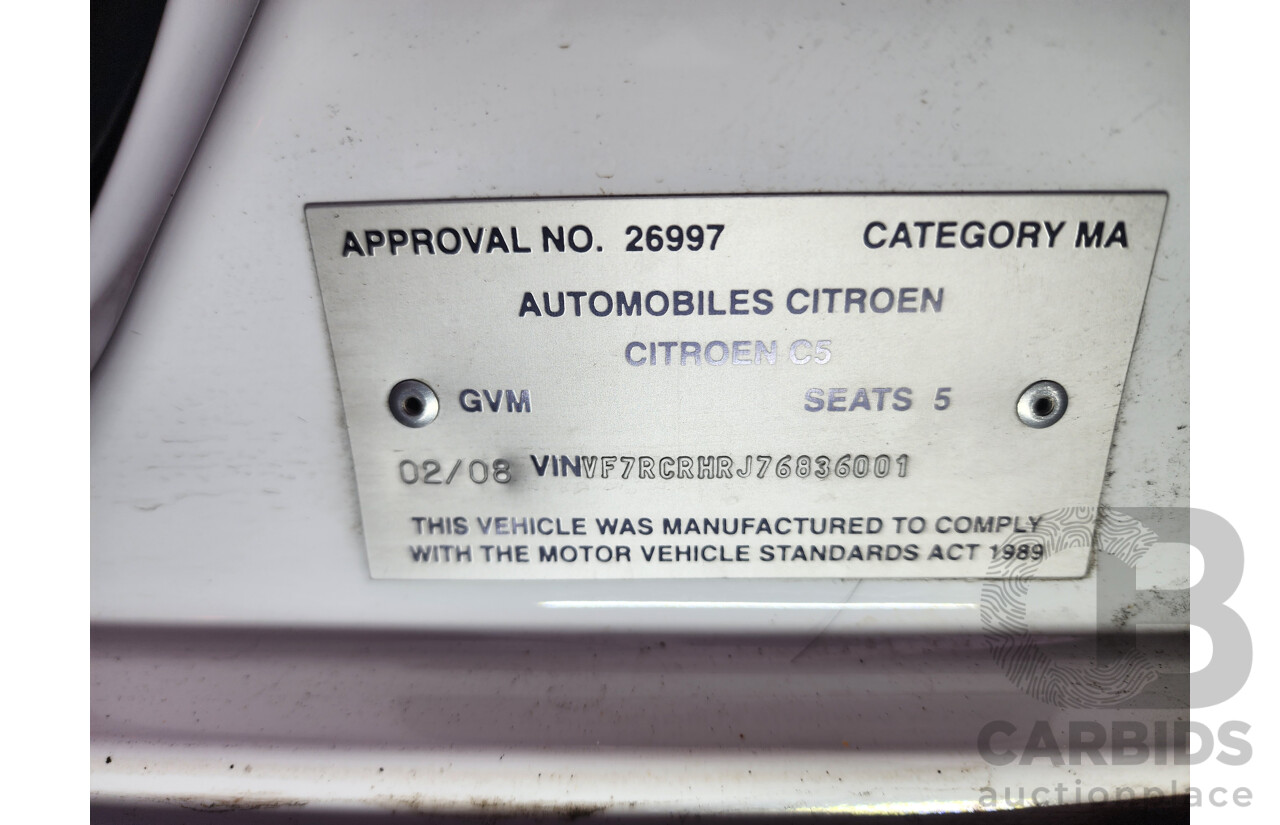 APPROVAL NO. 26997 CATEGORY MA
AUTOMOBILES CITROEN
CITROEN C5
GVM SEATS 5
02/08 VINVF7RCRHRJ76836001
THIS VEHICLE WAS MANUFACTURED TO COMPLY
WITH THE MOTOR VEHICLE STANDARDS ACT 1989
CB
CARBIDS
auctionplace